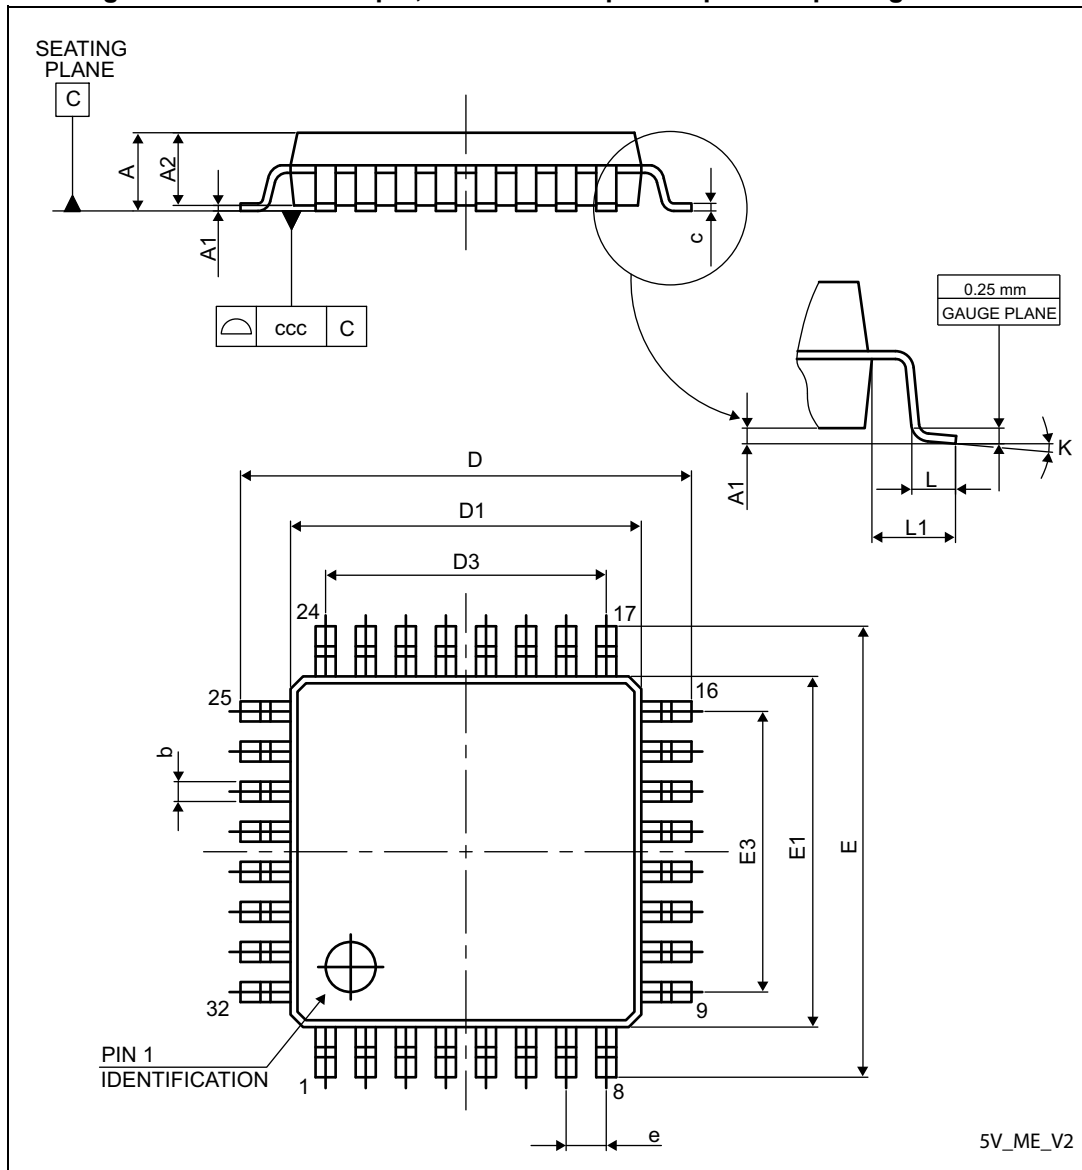 SEATING
PLANE
C
A
A2
A1
c
ccc
C
0.25 mm
GAUGE PLANE
K
A1
L
L1
D
D1
D3
24
17
25
16
b
E3
E1
E
32
9
PIN 1
IDENTIFICATION
1
8
e
5V_ME_V2